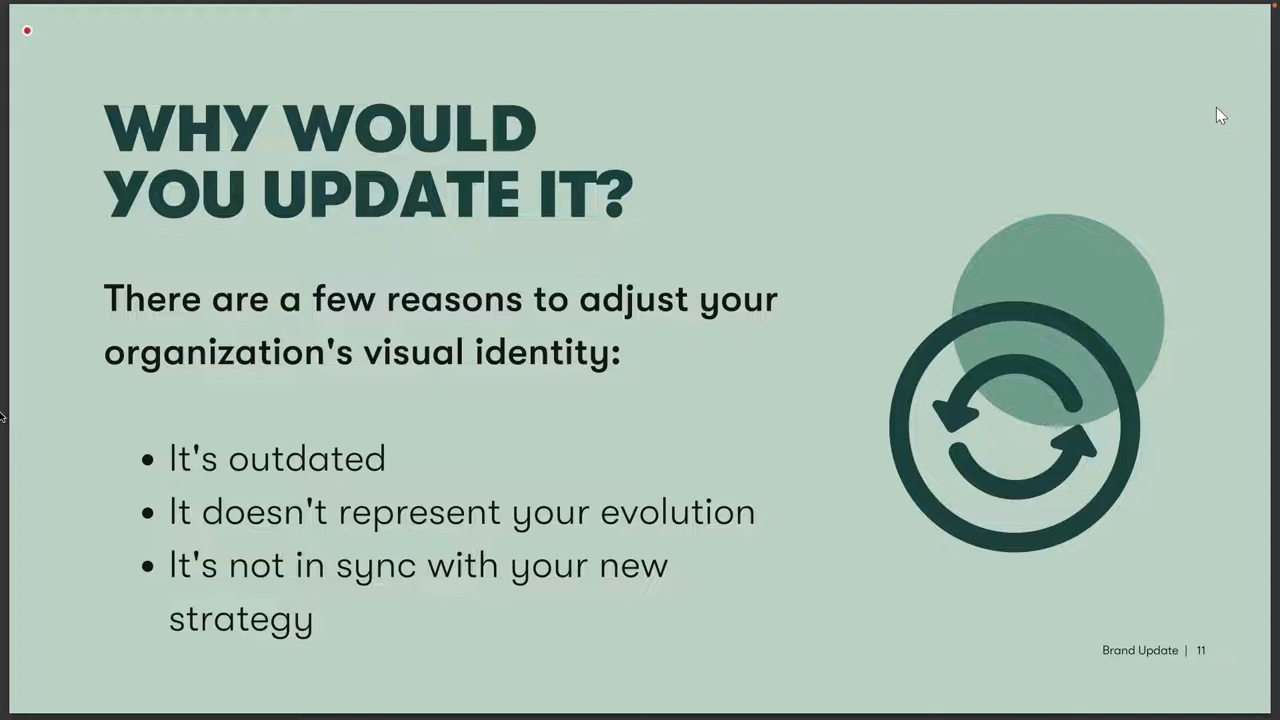 WHY WOULD
YOU UPDATE IT?
There are a few reasons to adjust your
organization's visual identity:
• It's outdated
• It doesn't represent your evolution
• It's not in sync with your new
strategy
Brand Update | 11